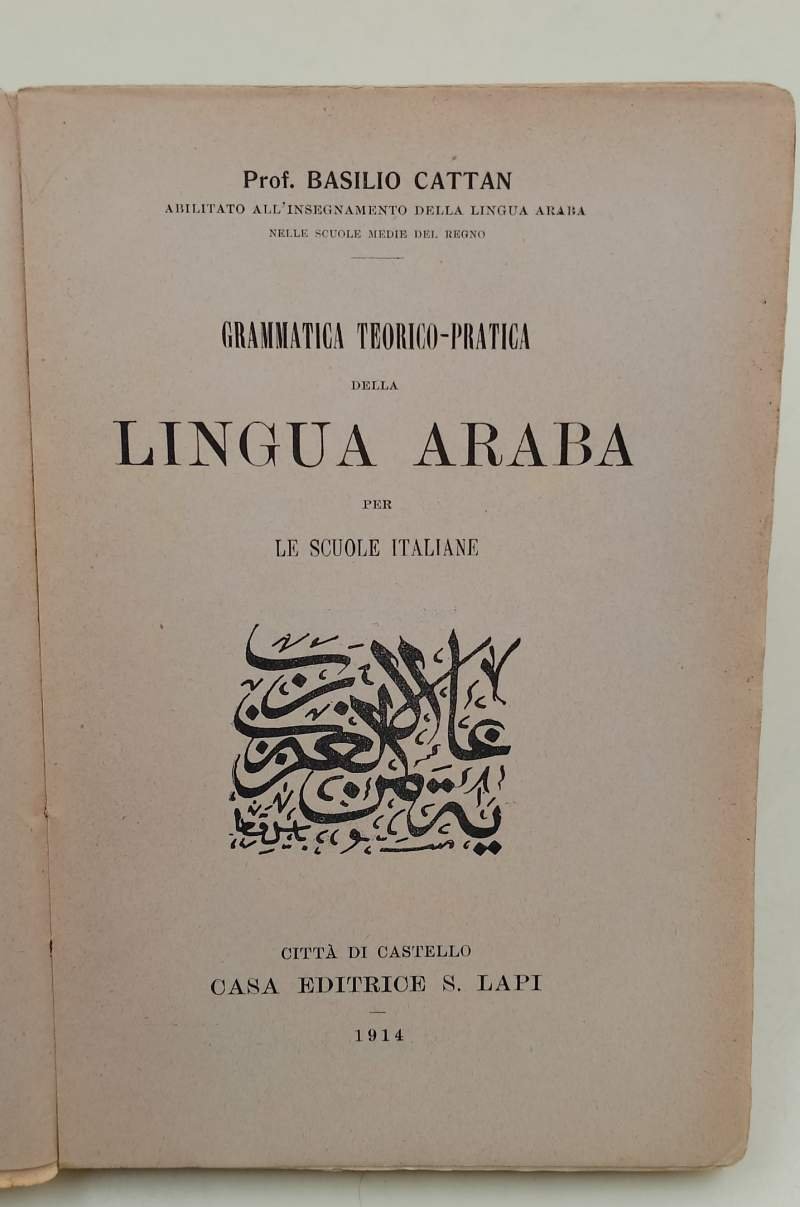 Prof. BASILIO CATTAN
ABILITATO ALL'INSEGNAMENTO DELLA LINGUA ARABA
NELLE SCUOLE MEDIE DEL REGNO
GRAMMATICA TEORICO-PRATICA
DELLA
LINGUA ARABA
PER
LE SCUOLE ITALIANE
CITTÀ DI CASTELLO
CASA EDITRICE S. LAPI
1914